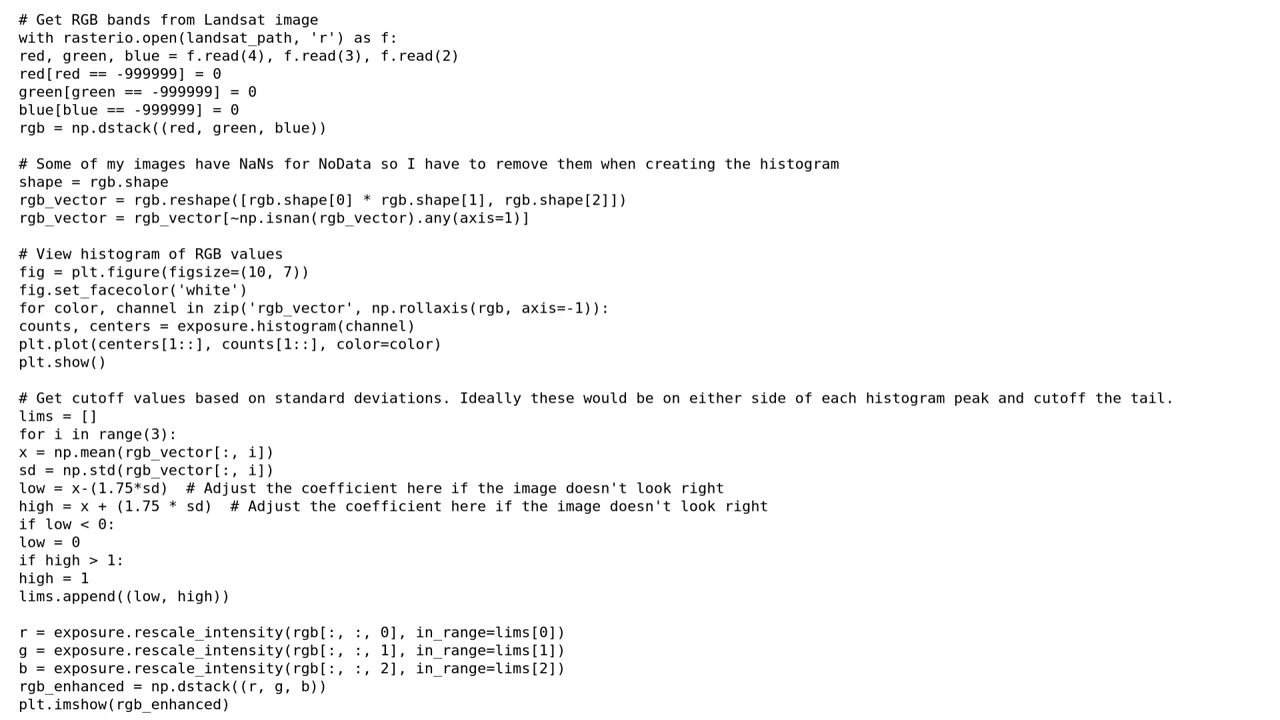 # Get RGB bands from Landsat image
with rasterio.open(landsat_path, 'r') as f:
red, green, blue = f.read(4), f.read(3), f.read(2)
red[red == -999999] = 0
green[green == -999999] = 0
blue[blue == -999999] = 0
rgb = np.dstack((red, green, blue))

# Some of my images have NaNs for NoData so I have to remove them when creating the histogram
shape = rgb.shape
rgb_vector = rgb.reshape([rgb.shape[0] * rgb.shape[1], rgb.shape[2]])
rgb_vector = rgb_vector[~np.isnan(rgb_vector).any(axis=1)]

# View histogram of RGB values
fig = plt.figure(figsize=(10, 7))
fig.set_facecolor('white')
for color, channel in zip('rgb_vector', np.rollaxis(rgb, axis=-1)):
counts, centers = exposure.histogram(channel)
plt.plot(centers[1::], counts[1::], color=color)
plt.show()

# Get cutoff values based on standard deviations. Ideally these would be on either side of each histogram peak and cutoff the tail.
lims = []
for i in range(3):
x = np.mean(rgb_vector[:, i])
sd = np.std(rgb_vector[:, i])
low = x-(1.75*sd)  # Adjust the coefficient here if the image doesn't look right
high = x + (1.75 * sd)  # Adjust the coefficient here if the image doesn't look right
if low < 0:
low = 0
if high > 1:
high = 1
lims.append((low, high))

r = exposure.rescale_intensity(rgb[:, :, 0], in_range=lims[0])
g = exposure.rescale_intensity(rgb[:, :, 1], in_range=lims[1])
b = exposure.rescale_intensity(rgb[:, :, 2], in_range=lims[2])
rgb_enhanced = np.dstack((r, g, b))
plt.imshow(rgb_enhanced)